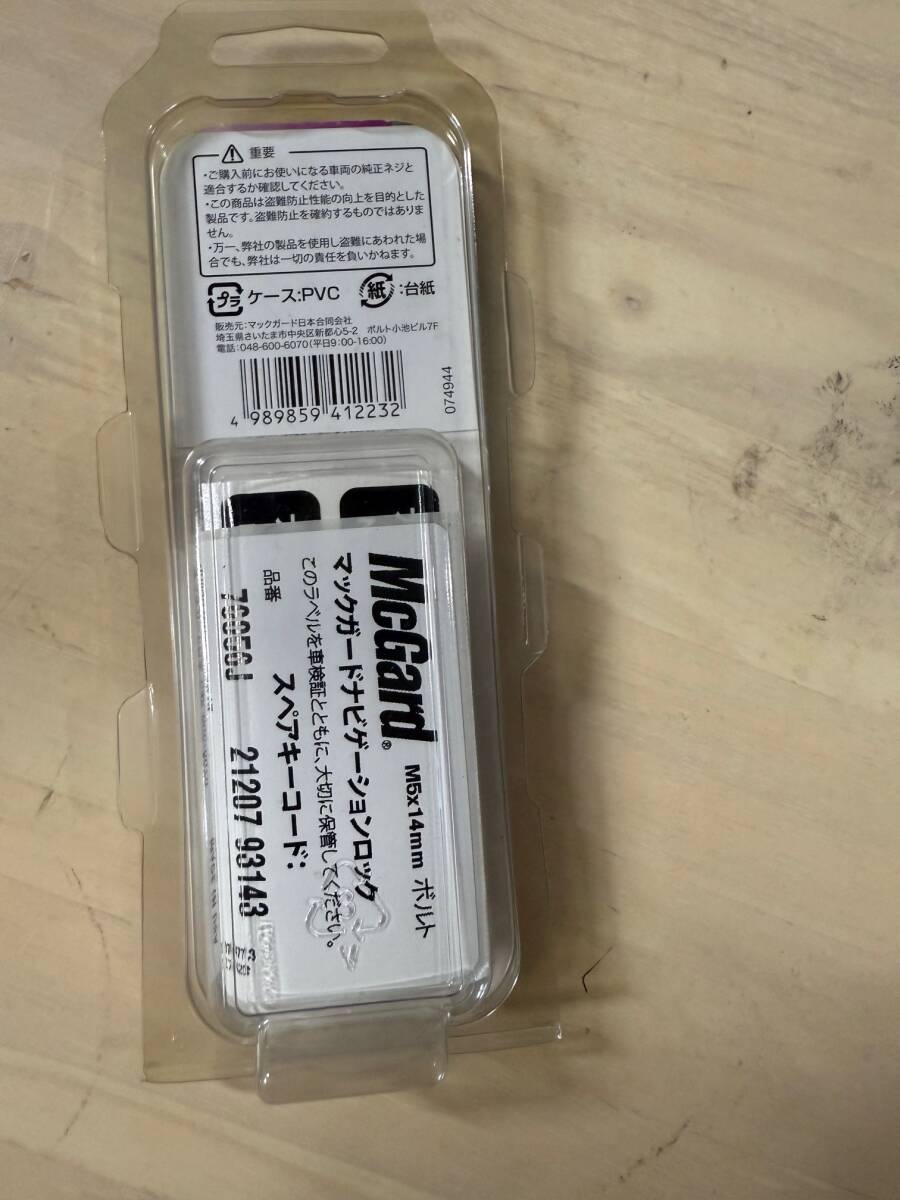 重要
・ご購入前にお使いになる車両の純正ネジと
適合するか確認してください。
・この商品は盗難防止性能の向上を目的とした
製品です。盗難防止を確約するものではありま
せん。
・万一、弊社の製品を使用し盗難にあわれた場
合でも、弊社は一切の責任を負いかねます。
プラ ケース:PVC 紙 :台紙
販売元:マックガード日本合同会社
埼玉県さいたま市中央区新都心5-2 ポルト小池ビル7F
電話:048-600-6070(平日9:00-16:00)
4 989859 412232
074944
McGard® M5x14mm ボルト
マックガードナビゲーションロック
このラベルを車検証とともに、大切に保管してください。
スペアキーコード:
品番
76056J 21207 93143